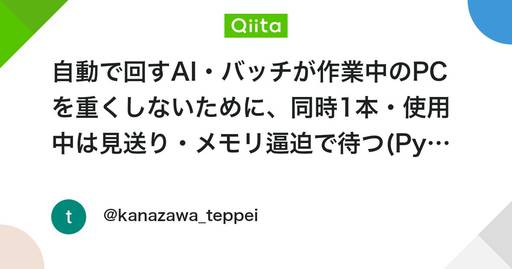 Qiita
自動で回すAI・バッチが作業中のPC
を重くしないために、同時1本・使用
中は見送り・メモリ逼迫で待つ(Py…
t
@kanazawa_teppei